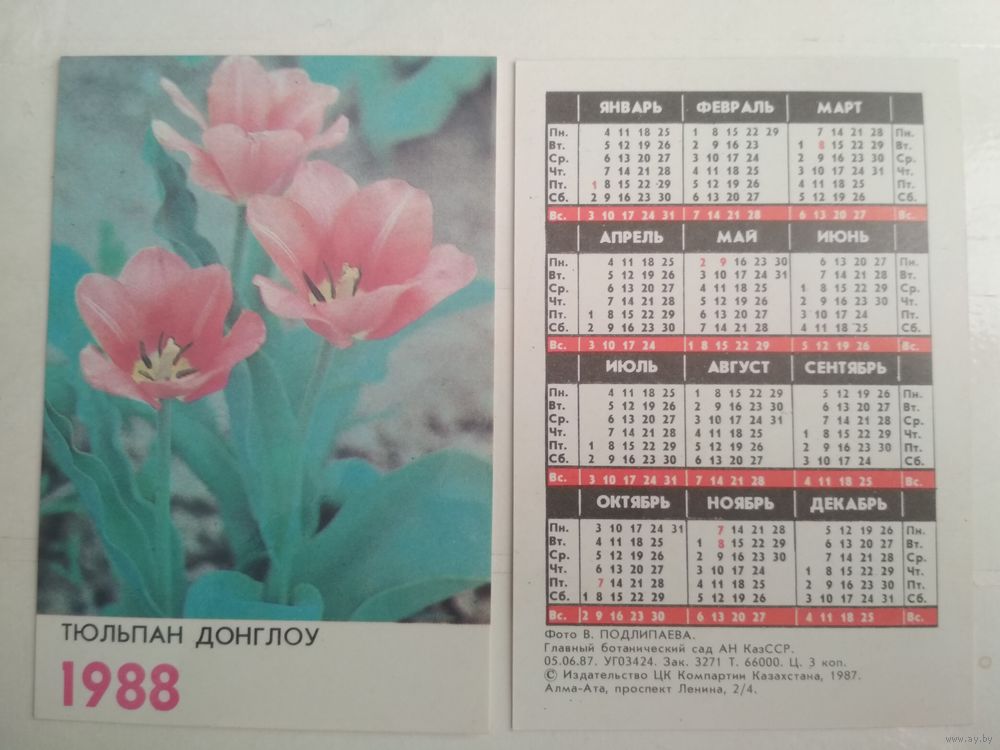 ТЮЛЬПАН ДОНГЛОУ
1988
ЯНВАРЬ ФЕВРАЛЬ МАРТ
Пн. 4 11 18 25 1 8 15 22 29 7 14 21 28 Пн.
Вт. 5 12 19 26 2 9 16 23 1 8 15 22 29 Вт.
Ср. 6 13 20 27 3 10 17 24 2 9 16 23 30 Ср.
Чт. 7 14 21 28 4 11 18 25 3 10 17 24 31 Чт.
Пт. 1 8 15 22 29 5 12 19 26 4 11 18 25 Пт.
Сб. 2 9 16 23 30 6 13 20 27 5 12 19 26 Сб.
Вс. 3 10 17 24 31 7 14 21 28 6 13 20 27 Вс.
АПРЕЛЬ МАЙ ИЮНЬ
Пн. 4 11 18 25 2 9 16 23 30 6 13 20 27 Пн.
Вт. 5 12 19 26 3 10 17 24 31 7 14 21 28 Вт.
Ср. 6 13 20 27 4 11 18 25 1 8 15 22 29 Ср.
Чт. 7 14 21 28 5 12 19 26 2 9 16 23 30 Чт.
Пт. 1 8 15 22 29 6 13 20 27 3 10 17 24 Пт.
Сб. 2 9 16 23 30 7 14 21 28 4 11 18 25 Сб.
Вс. 3 10 17 24 1 8 15 22 29 5 12 19 26 Вс.
ИЮЛЬ АВГУСТ СЕНТЯБРЬ
Пн. 4 11 18 25 1 8 15 22 29 5 12 19 26 Пн.
Вт. 5 12 19 26 2 9 16 23 30 6 13 20 27 Вт.
Ср. 6 13 20 27 3 10 17 24 31 7 14 21 28 Ср.
Чт. 7 14 21 28 4 11 18 25 1 8 15 22 29 Чт.
Пт. 1 8 15 22 29 5 12 19 26 2 9 16 23 30 Пт.
Сб. 2 9 16 23 30 6 13 20 27 3 10 17 24 Сб.
Вс. 3 10 17 24 31 7 14 21 28 4 11 18 25 Вс.
ОКТЯБРЬ НОЯБРЬ ДЕКАБРЬ
Пн. 3 10 17 24 31 7 14 21 28 5 12 19 26 Пн.
Вт. 4 11 18 25 1 8 15 22 29 6 13 20 27 Вт.
Ср. 5 12 19 26 2 9 16 23 30 7 14 21 28 Ср.
Чт. 6 13 20 27 3 10 17 24 1 8 15 22 29 Чт.
Пт. 7 14 21 28 4 11 18 25 2 9 16 23 30 Пт.
Сб. 1 8 15 22 29 5 12 19 26 3 10 17 24 31 Сб.
Вс. 2 9 16 23 30 6 13 20 27 4 11 18 25 Вс.
Фото В. ПОДЛИПАЕВА.
Главный ботанический сад АН КазССР.
05.06.87. УГ03424. Зак. 3271 Т. 66000. Ц. 3 коп.
© Издательство ЦК Компартии Казахстана, 1987.
Алма-Ата, проспект Ленина, 2/4.
www.ay.by